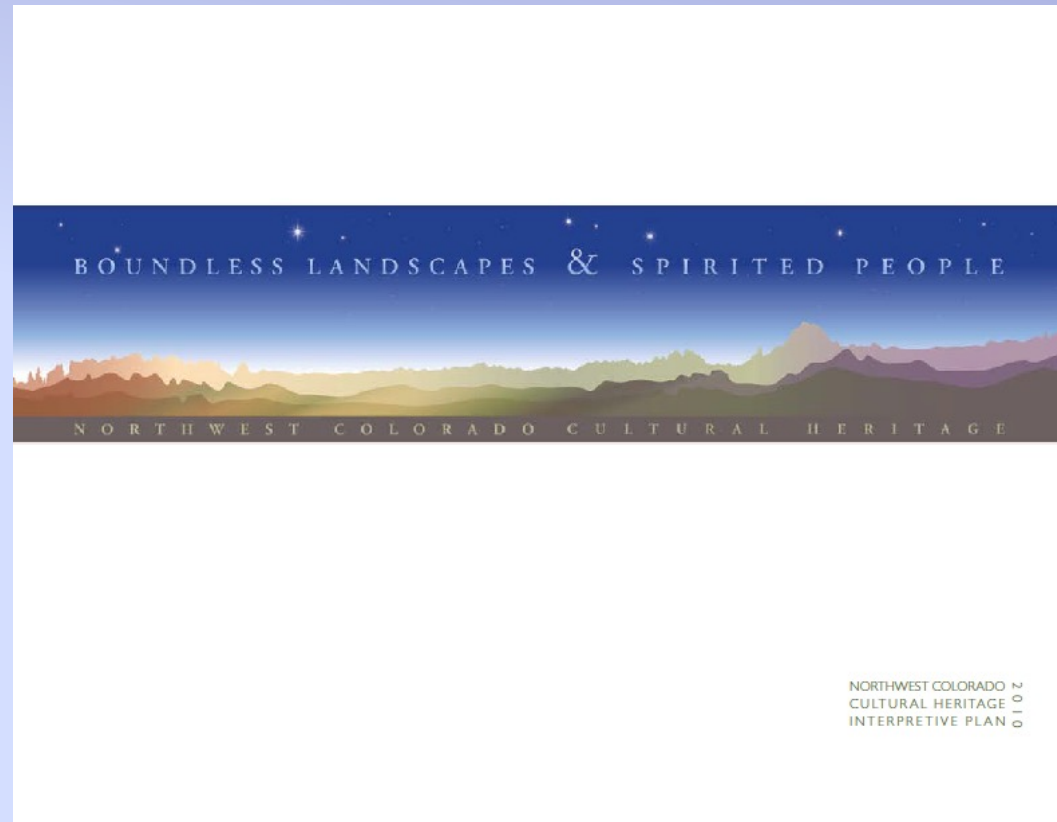 BOUNDLESS LANDSCAPES & SPIRITED PEOPLE
NORTHWEST COLORADO CULTURAL HERITAGE
NORTHWEST COLORADO
CULTURAL HERITAGE
INTERPRETIVE PLAN
2010